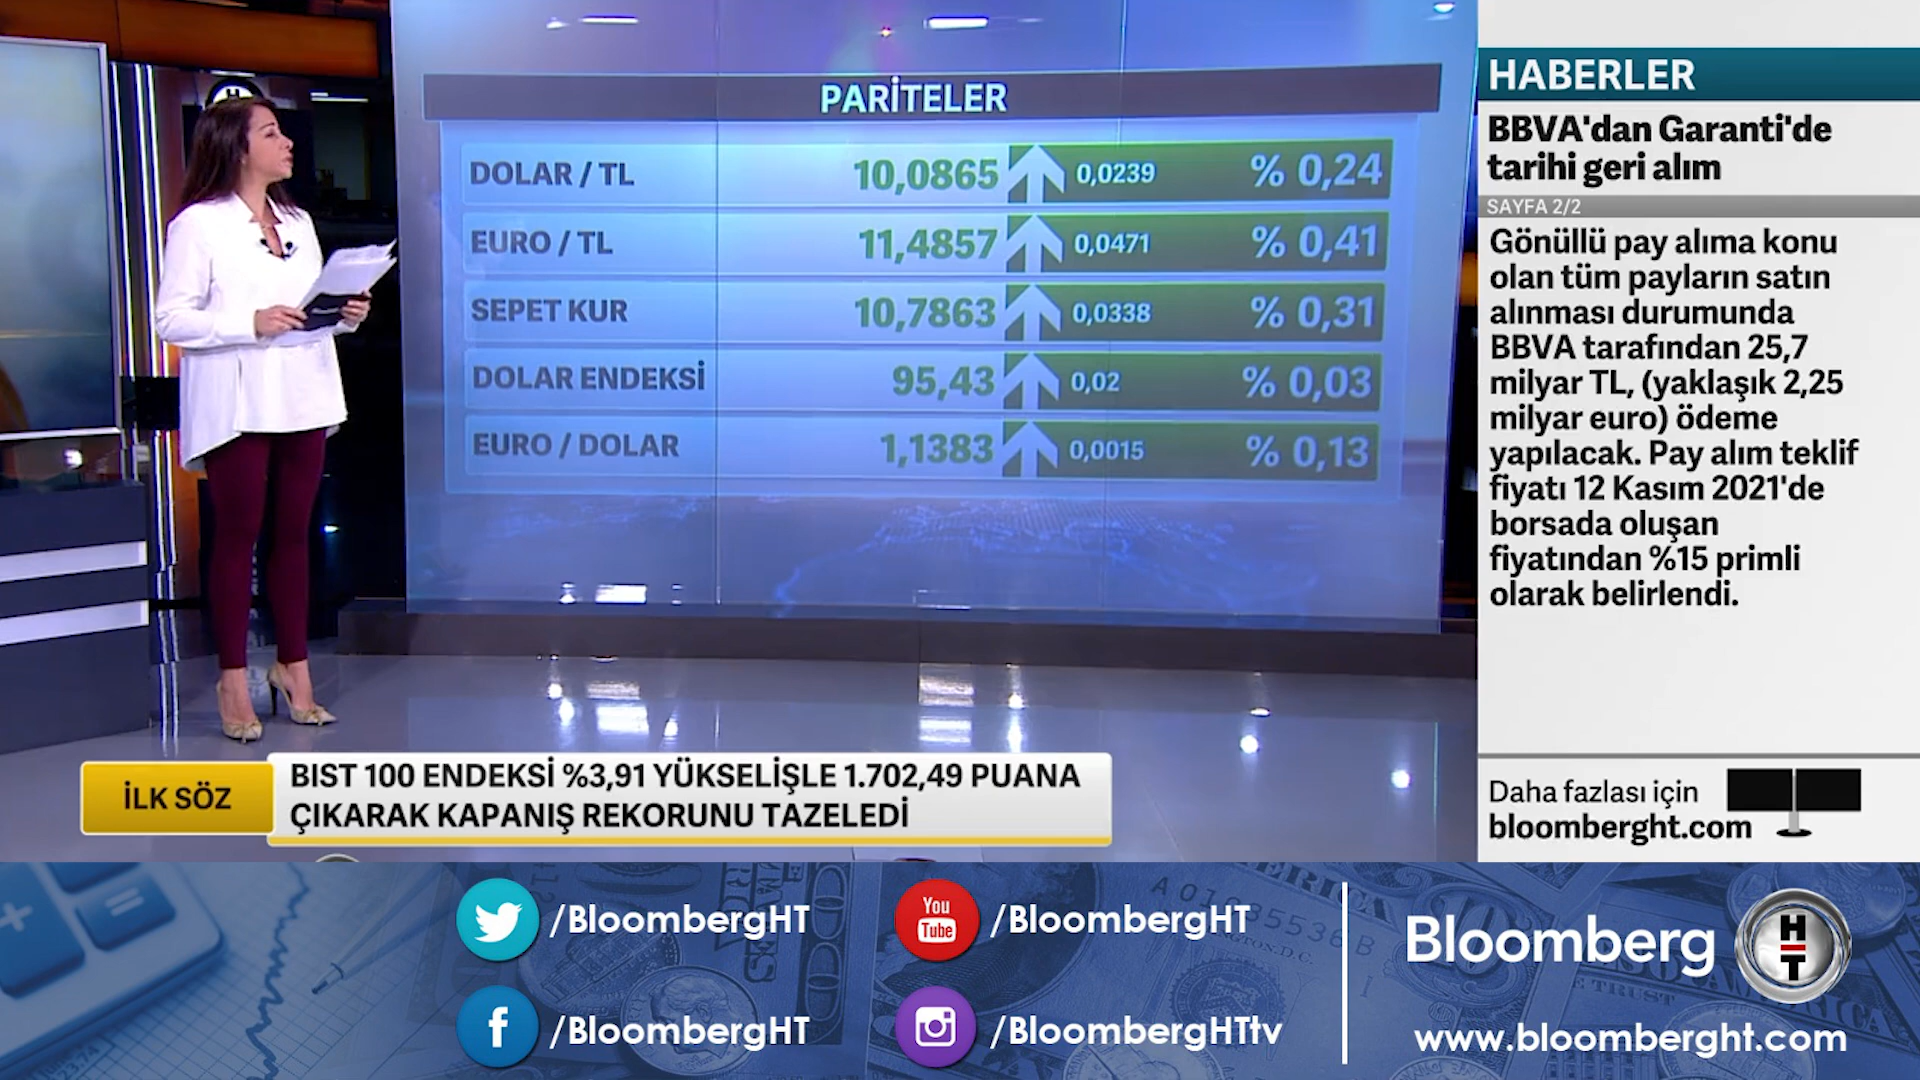 PARİTELER
DOLAR / TL 10,0865 0,0239 % 0,24
EURO / TL 11,4857 0,0471 % 0,41
SEPET KUR 10,7863 0,0338 % 0,31
DOLAR ENDEKSİ 95,43 0,02 % 0,03
EURO / DOLAR 1,1383 0,0015 % 0,13
HABERLER
BBVA'dan Garanti'de
tarihi geri alım
SAYFA 2/2
Gönüllü pay alıma konu
olan tüm payların satın
alınması durumunda
BBVA tarafından 25,7
milyar TL, (yaklaşık 2,25
milyar euro) ödeme
yapılacak. Pay alım teklif
fiyatı 12 Kasım 2021'de
borsada oluşan
fiyatından %15 primli
olarak belirlendi.
Daha fazlası için
bloomberght.com
İLK SÖZ
BIST 100 ENDEKSİ %3,91 YÜKSELİŞLE 1.702,49 PUANA
ÇIKARAK KAPANIŞ REKORUNU TAZELEDİ
/BloombergHT
You
Tube
/BloombergHT
f
/BloombergHT
/BloombergHTtv
Bloomberg
H
T
www.bloomberght.com